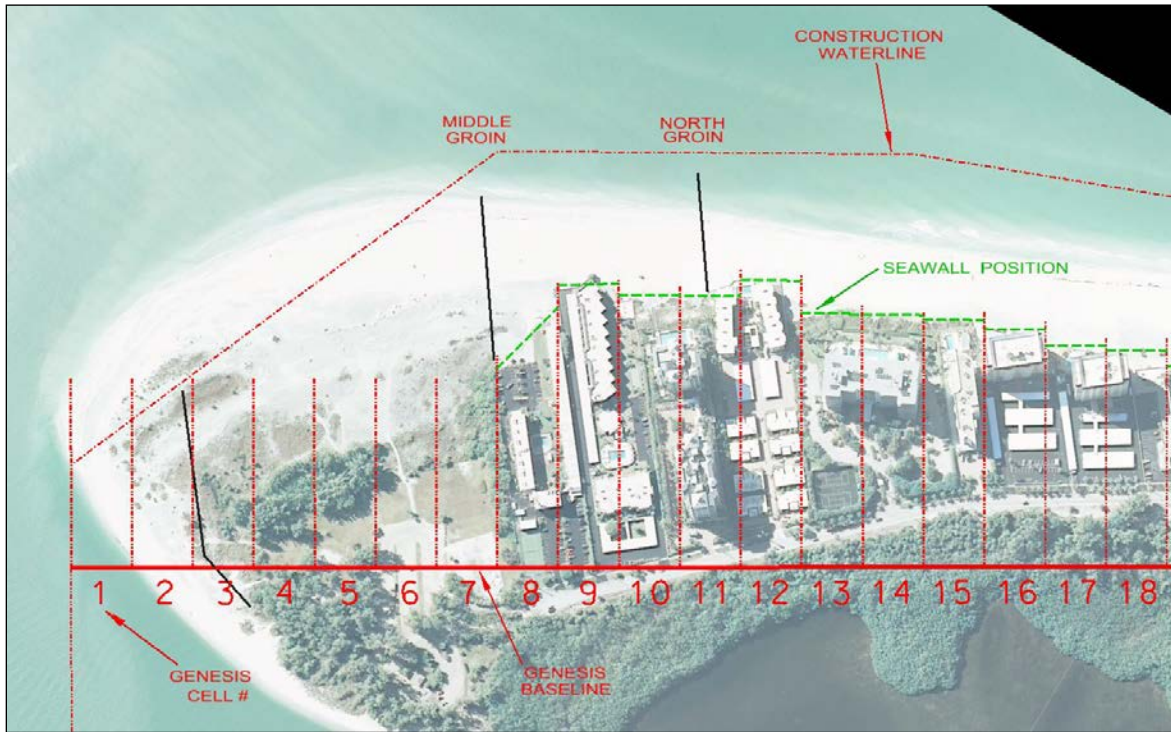 CONSTRUCTION
WATERLINE
MIDDLE
GROIN
NORTH
GROIN
SEAWALL POSITION
1 2 3 4 5 6 7 8 9 10 11 12 13 14 15 16 17 18
GENESIS
CELL #
GENESIS
BASELINE